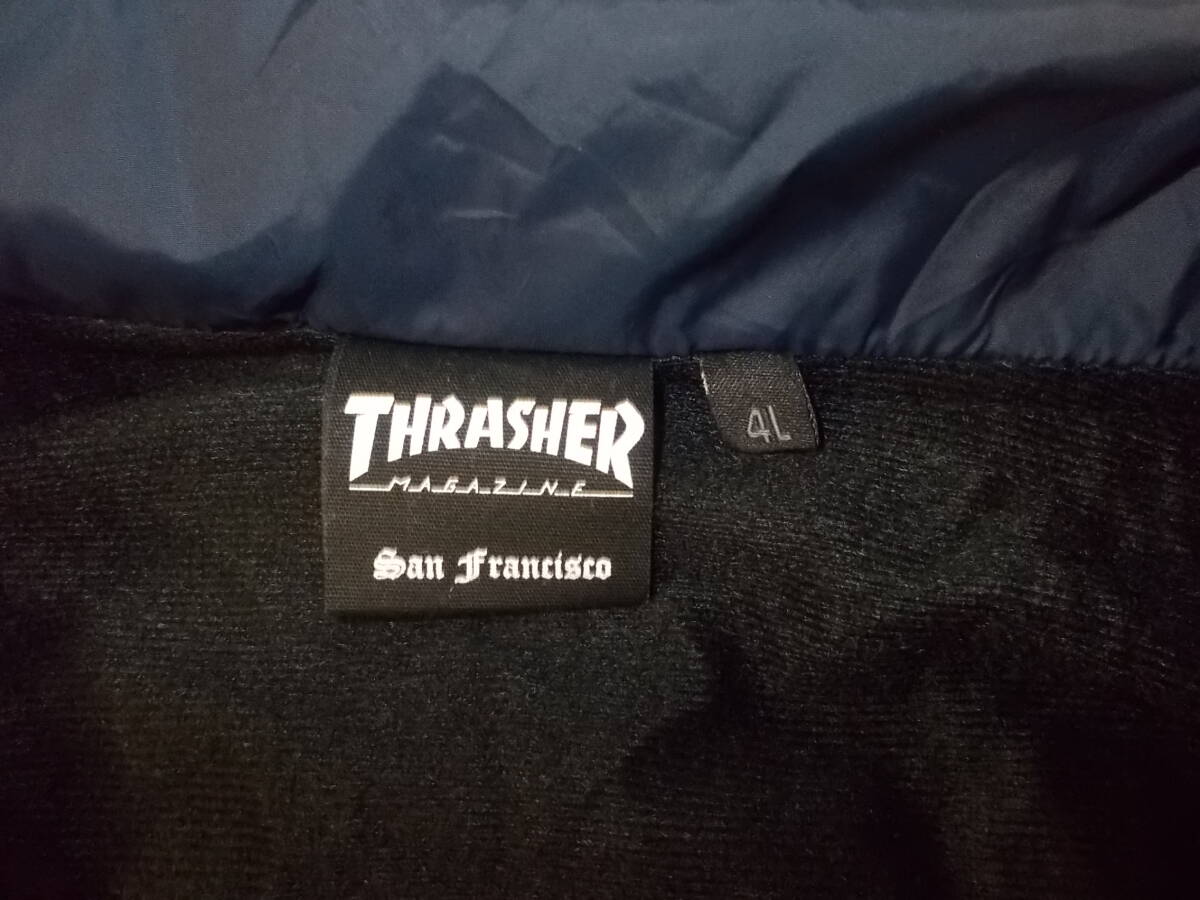 THRASHER
MAGAZINE
San Francisco
4L